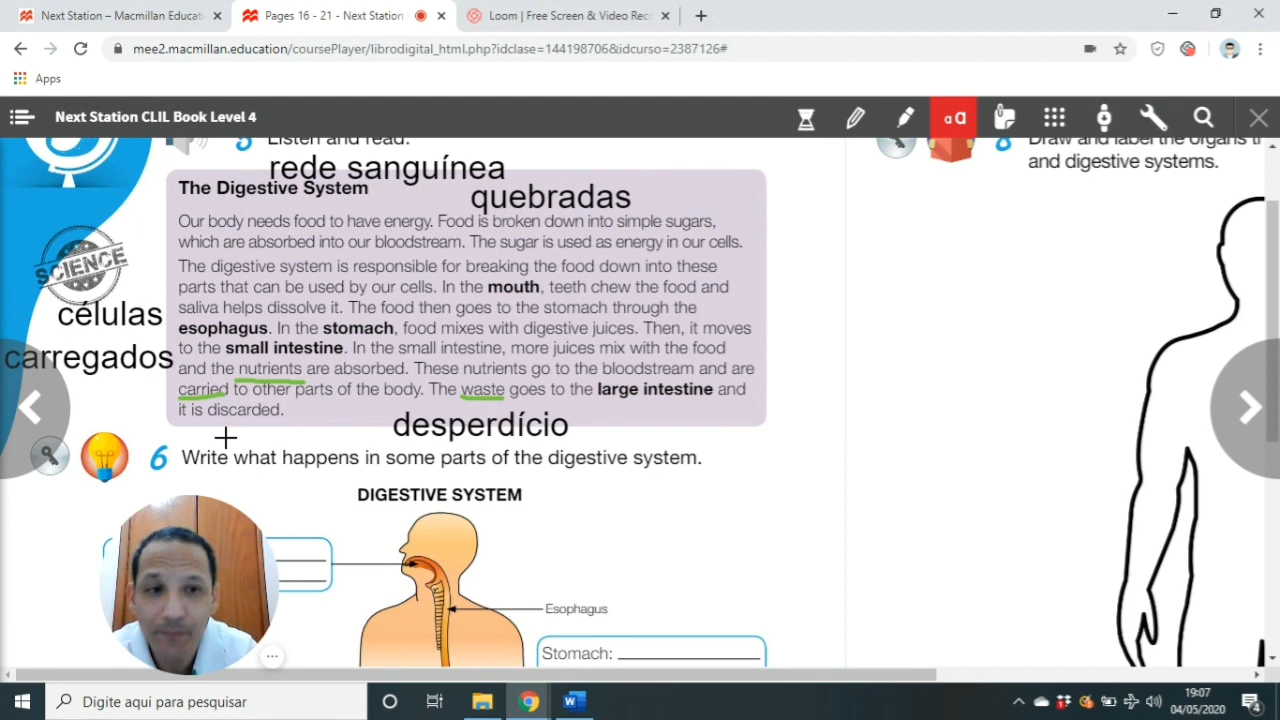 Next Station – Macmillan Educati
Pages 16 - 21 - Next Station
Loom | Free Screen & Video Rec
mee2.macmillan.education/coursePlayer/librodigital_html.php?idclase=144198706&idcurso=2387126#
Apps
Next Station CLIL Book Level 4
aa
5 Listen and read.
rede sanguínea
The Digestive System
quebradas
Our body needs food to have energy. Food is broken down into simple sugars,
which are absorbed into our bloodstream. The sugar is used as energy in our cells.
The digestive system is responsible for breaking the food down into these
parts that can be used by our cells. In the mouth, teeth chew the food and
saliva helps dissolve it. The food then goes to the stomach through the
esophagus. In the stomach, food mixes with digestive juices. Then, it moves
to the small intestine. In the small intestine, more juices mix with the food
and the nutrients are absorbed. These nutrients go to the bloodstream and are
carried to other parts of the body. The waste goes to the large intestine and
it is discarded.
SCIENCE
células
carregados
desperdício
6 Write what happens in some parts of the digestive system.
DIGESTIVE SYSTEM
Esophagus
Stomach:
8 Draw and label the organs
and digestive systems.
Digite aqui para pesquisar
19:07
04/05/2020
4